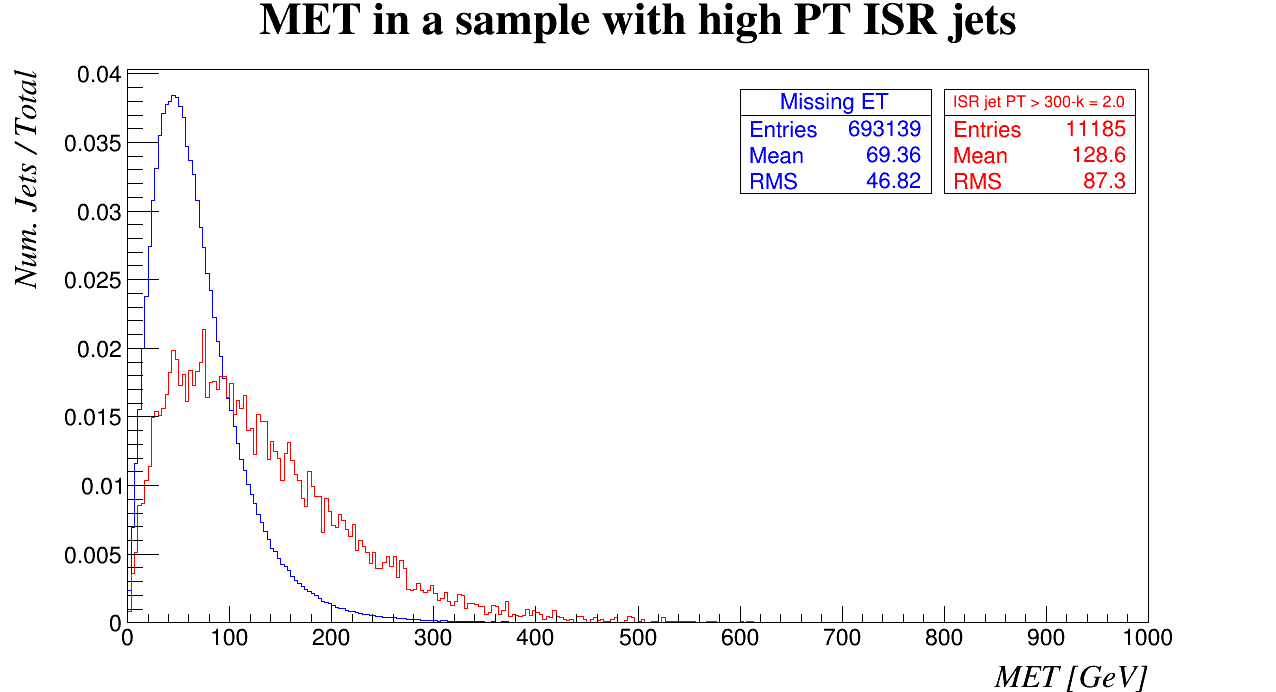 MET in a sample with high PT ISR jets
Num. Jets / Total
0.04
0.035
0.03
0.025
0.02
0.015
0.01
0.005
0
Missing ET
Entries 693139
Mean 69.36
RMS 46.82
ISR jet PT > 300-k = 2.0
Entries 11185
Mean 128.6
RMS 87.3
0 100 200 300 400 500 600 700 800 900 1000
MET [GeV]